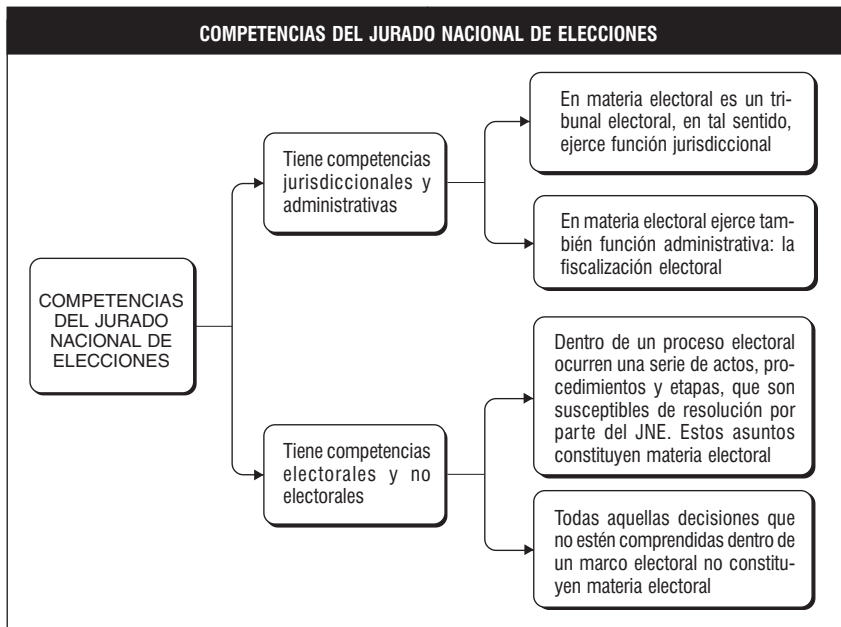 COMPETENCIAS DEL JURADO NACIONAL DE ELECCIONES
COMPETENCIAS
DEL JURADO
NACIONAL DE
ELECCIONES
Tiene competencias
jurisdiccionales y
administrativas
En materia electoral es un tri-
bunal electoral, en tal sentido,
ejerce función jurisdiccional
En materia electoral ejerce tam-
bién función administrativa: la
fiscalización electoral
Tiene competencias
electorales y no
electorales
Dentro de un proceso electoral
ocurren una serie de actos, pro-
cedimientos y etapas, que son
susceptibles de resolución por
parte del JNE. Estos asuntos
constituyen materia electoral
Todas aquellas decisiones que
no estén comprendidas dentro de
un marco electoral no constitu-
yen materia electoral